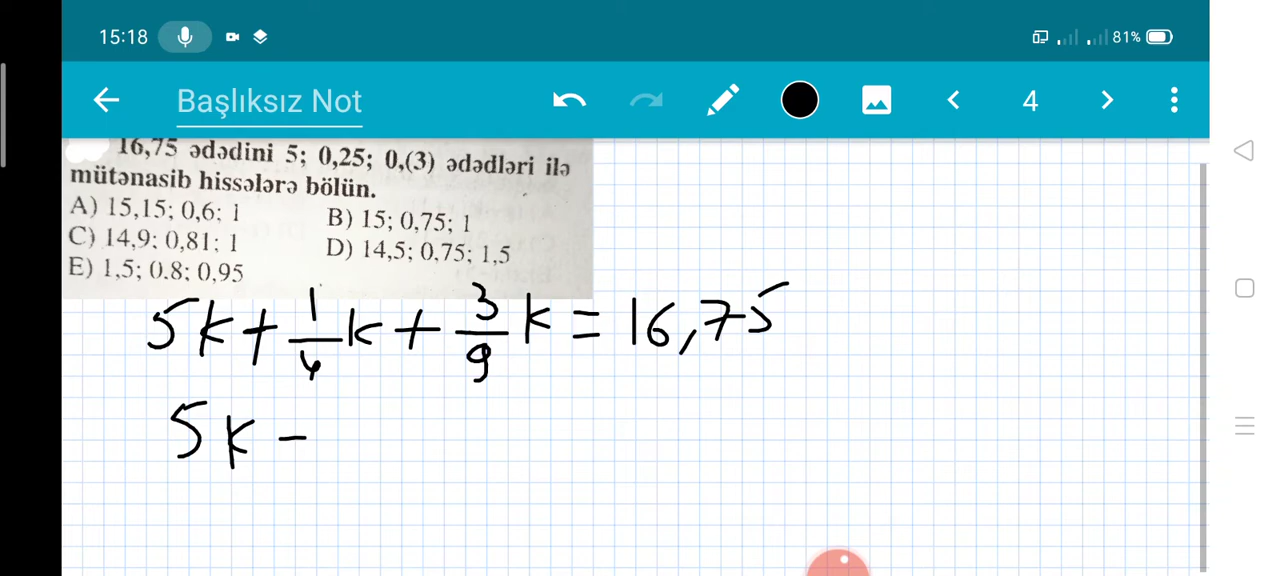 15:18 81%
Başlıksız Not 4
16,75 ədədini 5; 0,25; 0,(3) ədədləri ilə
mütənasib hissələrə bölün.
A) 15,15; 0,6; 1 B) 15; 0,75; 1
C) 14,9; 0,81; 1 D) 14,5; 0,75; 1,5
E) 1,5; 0.8; 0,95
5k + 1/4 k + 3/9 k = 16,75
5k -